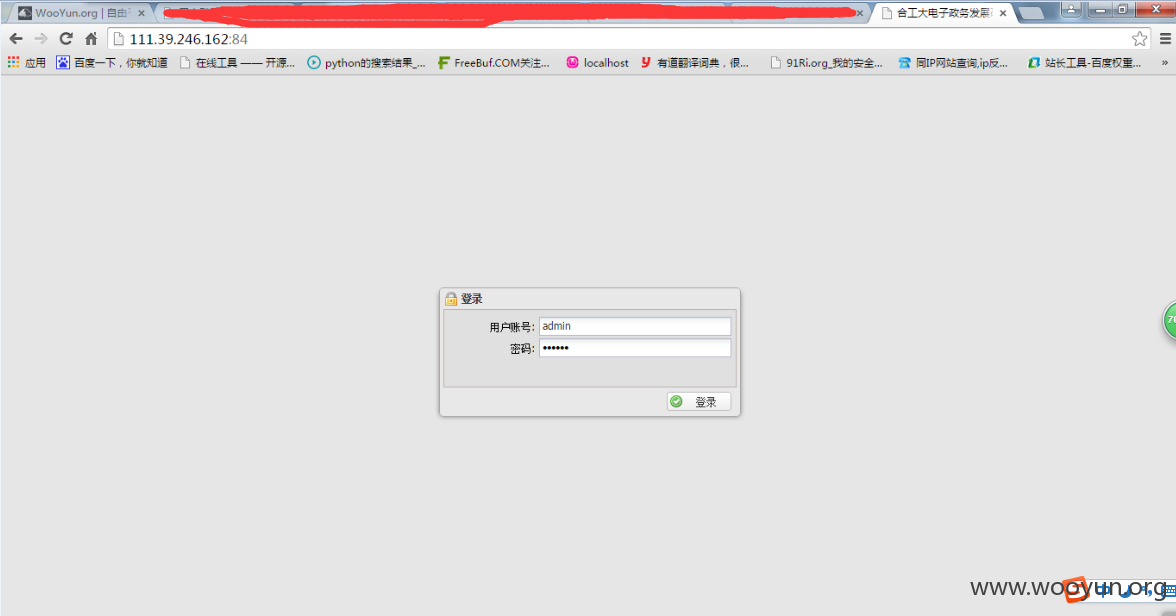 WooYun.org | 自由
合工大电子政务发展
111.39.246.162:84
应用 百度一下，你就知道 在线工具 —— 开源... python的搜索结果_... FreeBuf.COM关注... localhost 有道翻译词典，很... 91Ri.org_我的安全... 同IP网站查询,ip反... 站长工具-百度权重... »
登录
用户账号: admin
密码: ••••••
登录
70
www.wooyun.org
中